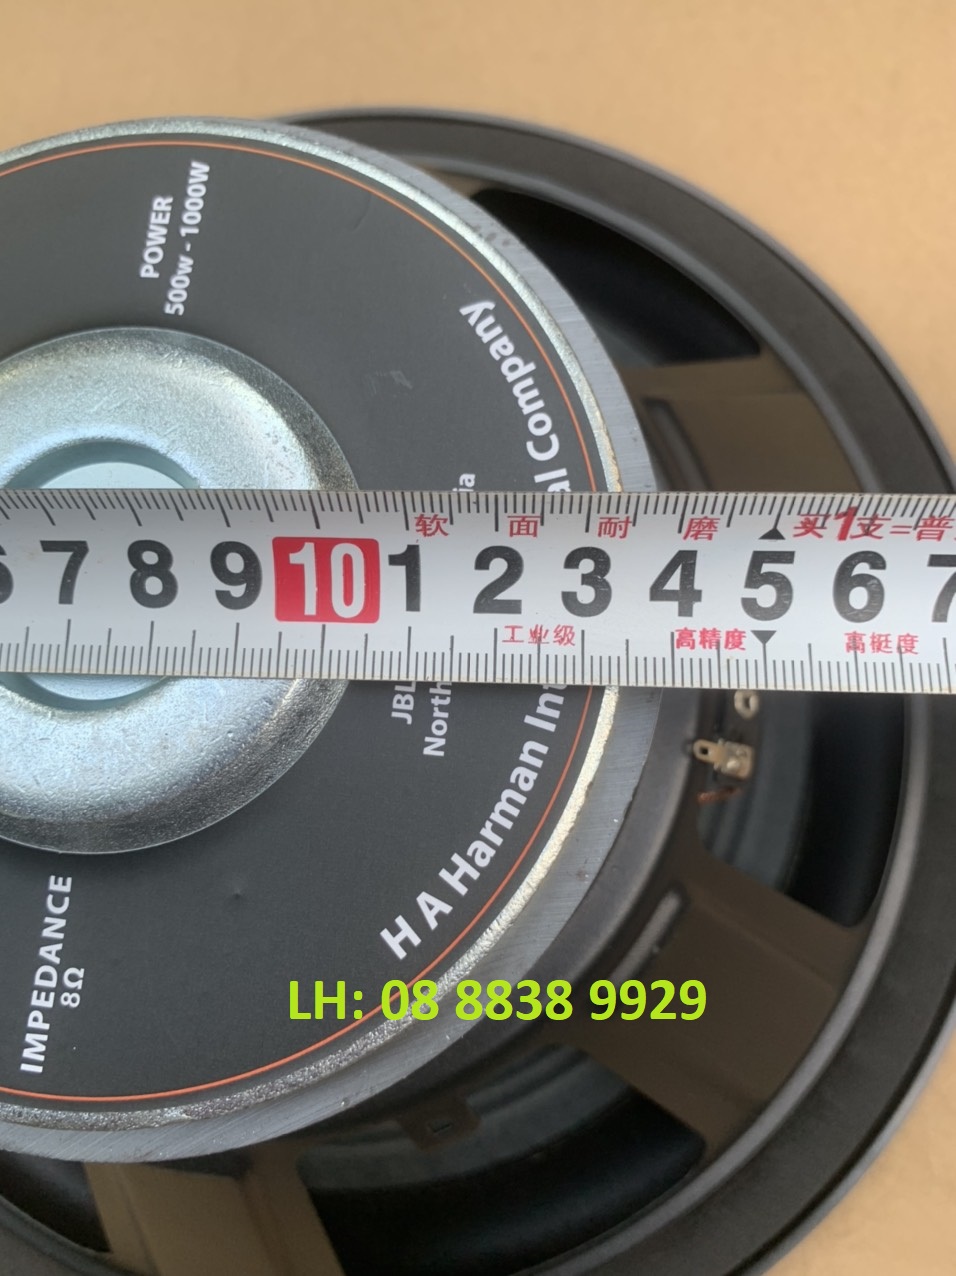 POWER
500w - 1000W
al Company
软 面 耐 磨 买1支=普
6 7 8 9 10 1 2 3 4 5 6 7
工业级 高精度 高挺度
JBL
North
H A Harman In
IMPEDANCE
8Ω
LH: 08 8838 9929